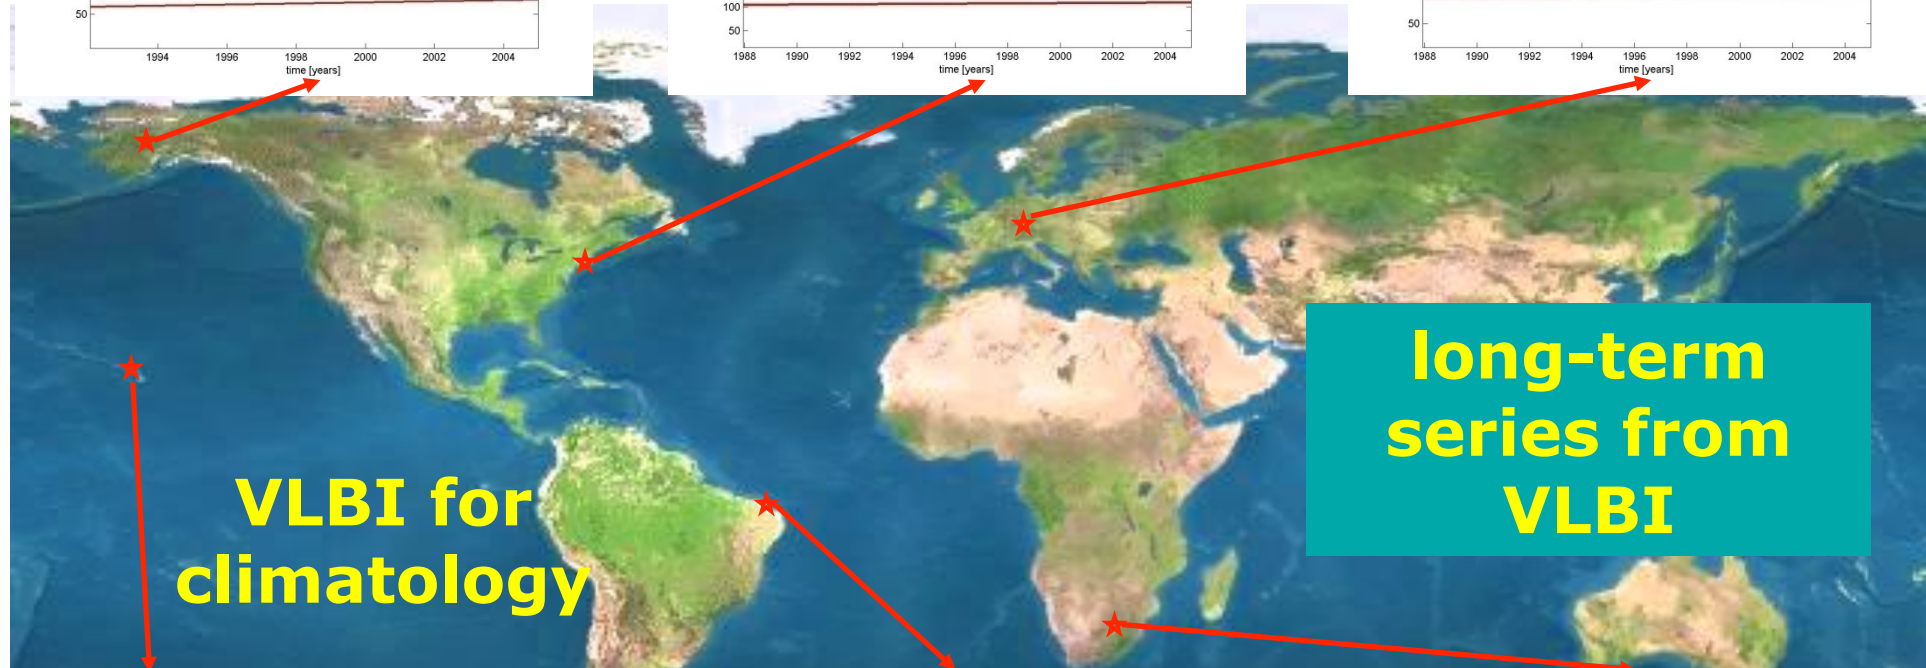 50
1994 1996 1998 2000 2002 2004
time [years]
100
50
1988 1990 1992 1994 1996 1998 2000 2002 2004
time [years]
50
1988 1990 1992 1994 1996 1998 2000 2002 2004
time [years]
long-term
series from
VLBI
VLBI for
climatology